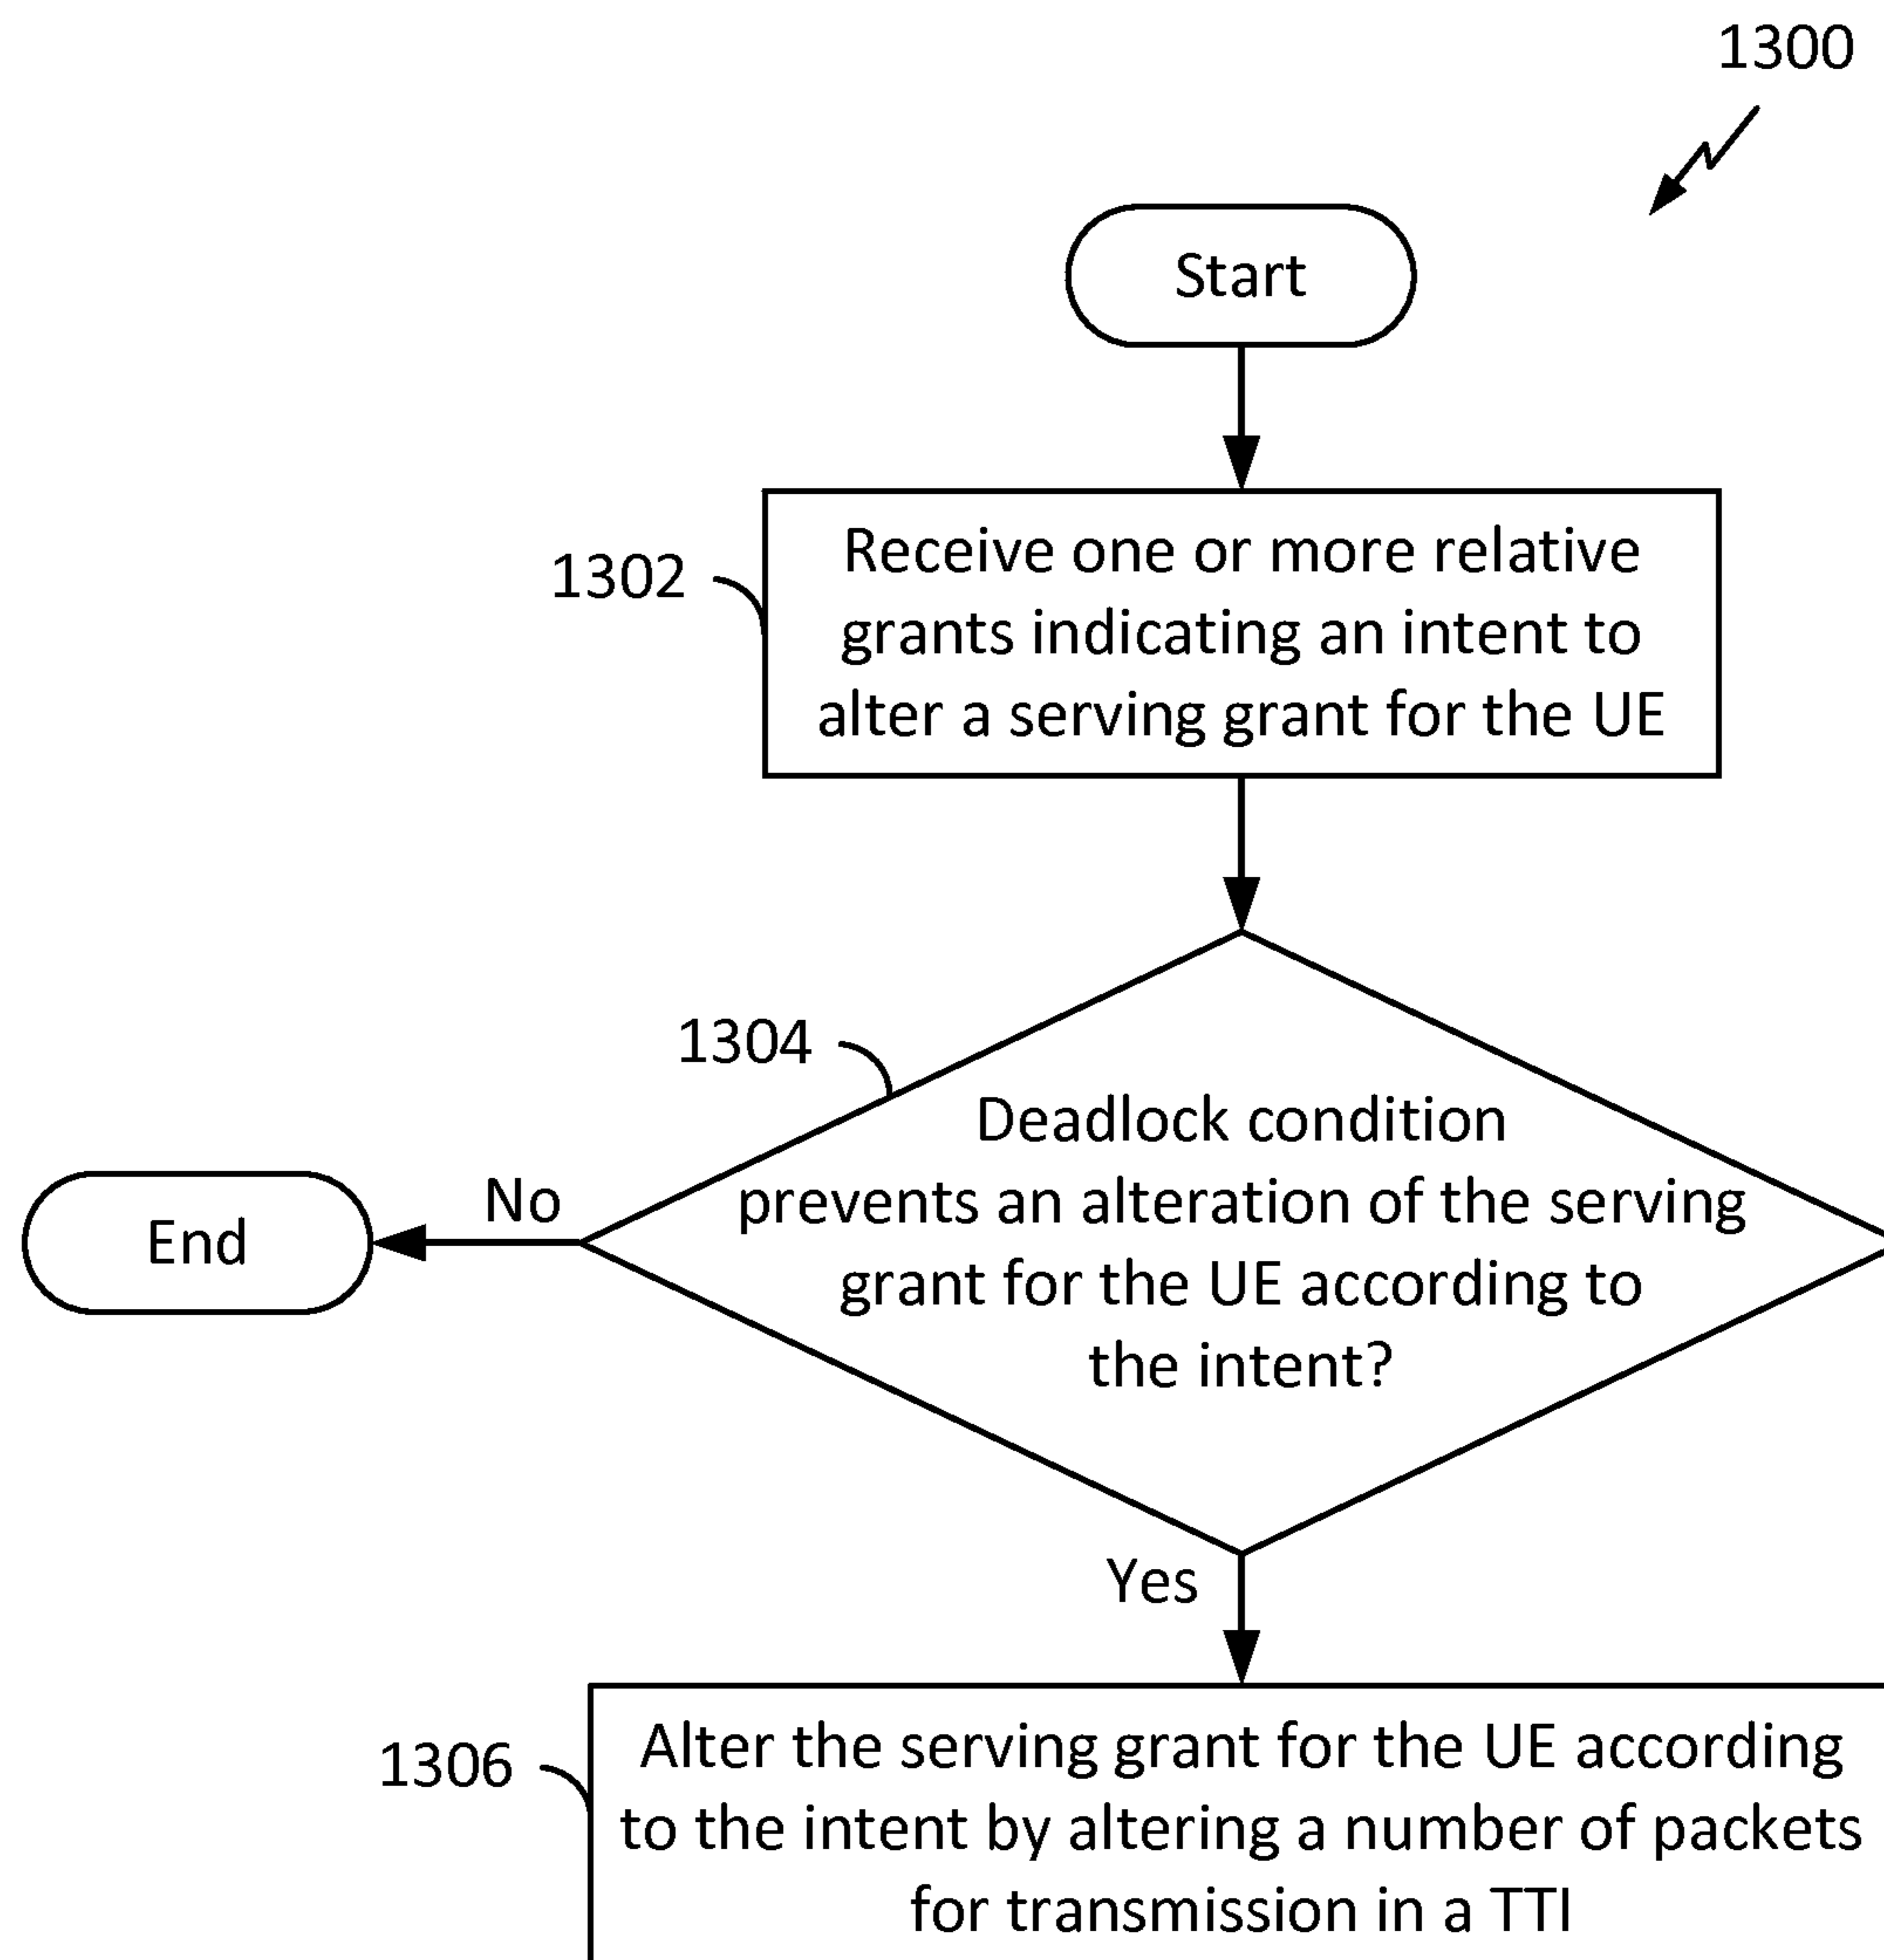 1300
Start
1302
Receive one or more relative
grants indicating an intent to
alter a serving grant for the UE
1304
Deadlock condition
prevents an alteration of the serving
grant for the UE according to
the intent?
No
End
Yes
1306
Alter the serving grant for the UE according
to the intent by altering a number of packets
for transmission in a TTI